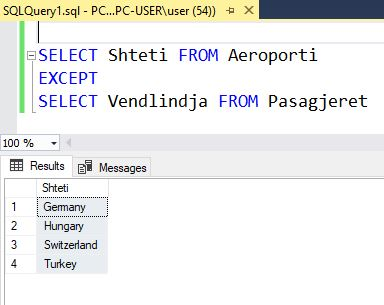 SQLQuery1.sql - PC...PC-USER\user (54))
SELECT Shteti FROM Aeroporti
EXCEPT
SELECT Vendlindja FROM Pasagjeret
100 %
Results Messages
Shteti
1 Germany
2 Hungary
3 Switzerland
4 Turkey